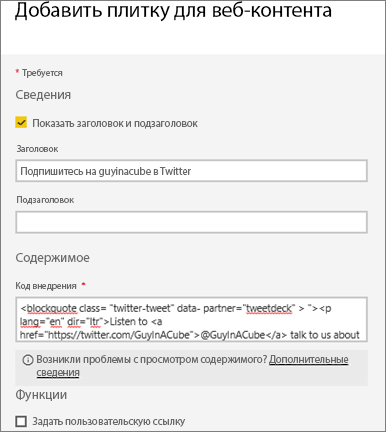 Добавить плитку для веб-контента
* Требуется
Сведения
Показать заголовок и подзаголовок
Заголовок
Подпишитесь на guyinacube в Twitter
Подзаголовок
Содержимое
Код внедрения *
<blockquote class= "twitter-tweet" data- partner="tweetdeck" > "><p
lang="en" dir="ltr">Listen to <a
href="https://twitter.com/GuyInACube">@GuyInACube</a> talk to us about
Возникли проблемы с просмотром содержимого? Дополнительные
сведения
Функции
Задать пользовательскую ссылку